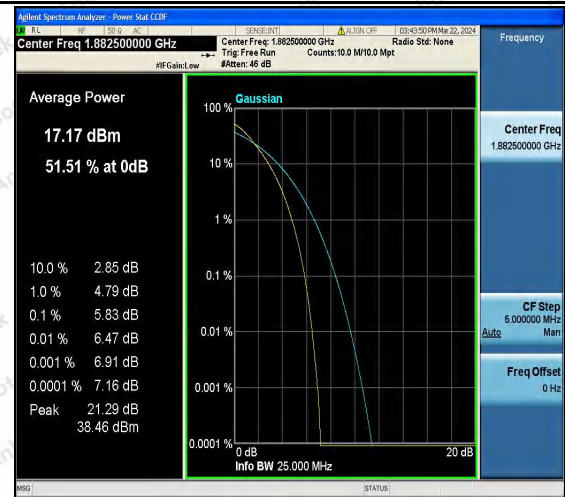 Agilent Spectrum Analyzer - Power Stat CCDF
RL RF 50 Ω AC SENSE:INT ALIGN OFF 03:43:50 PM Mar 22, 2024
Center Freq 1.882500000 GHz
Center Freq: 1.882500000 GHz Radio Std: None
Trig: Free Run Counts:10.0 M/10.0 Mpt
#IFGain:Low #Atten: 46 dB
Frequency
Average Power
17.17 dBm
51.51 % at 0dB
10.0 % 2.85 dB
1.0 % 4.79 dB
0.1 % 5.83 dB
0.01 % 6.47 dB
0.001 % 6.91 dB
0.0001 % 7.16 dB
Peak 21.29 dB
38.46 dBm
Gaussian
100 %
10 %
1 %
0.1 %
0.01 %
0.001 %
0.0001 %
0 dB 20 dB
Info BW 25.000 MHz
Center Freq
1.882500000 GHz
CF Step
5.000000 MHz
Auto Man
Freq Offset
0 Hz
MSG STATUS